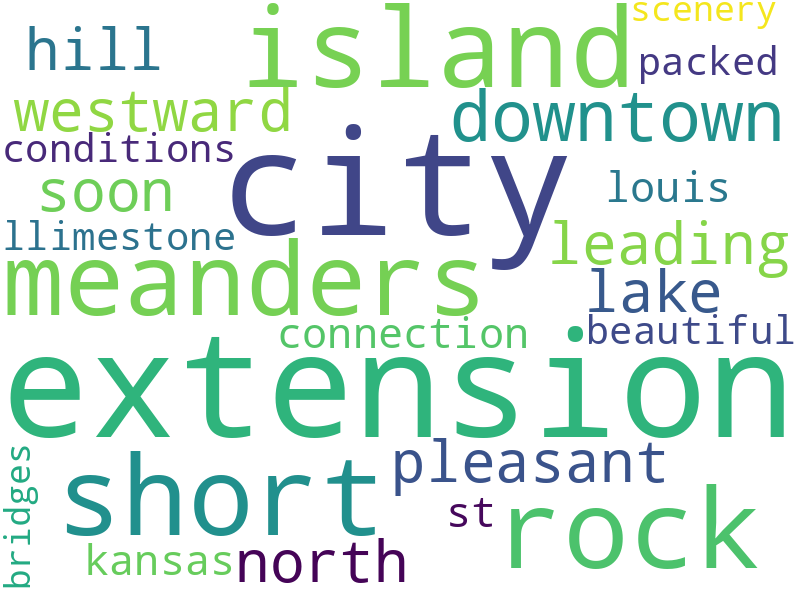 scenery
island
hill
packed
westward
downtown
conditions
city
soon
louis
llimestone
leading
meanders
lake
connection
beautiful
extension
short
pleasant
bridges
st
rock
kansas
north